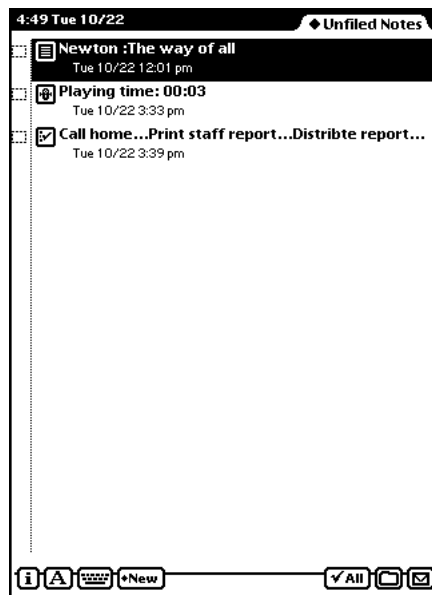 4:49 Tue 10/22
◆Unfiled Notes
Newton :The way of all
Tue 10/22 12:01 pm
Playing time: 00:03
Tue 10/22 3:33 pm
Call home...Print staff report...Distribte report...
Tue 10/22 3:39 pm
i A ◆New ✓All